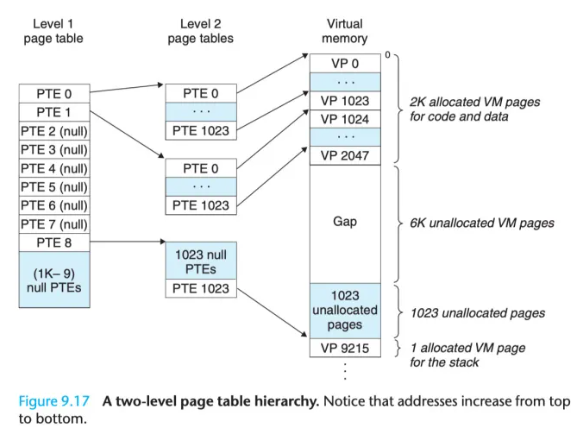 Level 1
page table
Level 2
page tables
Virtual
memory
0
PTE 0
PTE 1
PTE 2 (null)
PTE 3 (null)
PTE 4 (null)
PTE 5 (null)
PTE 6 (null)
PTE 7 (null)
PTE 8
(1K– 9)
null PTEs
PTE 0
· · ·
PTE 1023
PTE 0
· · ·
PTE 1023
1023 null
PTEs
PTE 1023
VP 0
· · ·
VP 1023
VP 1024
· · ·
VP 2047
Gap
1023
unallocated
pages
VP 9215
2K allocated VM pages
for code and data
6K unallocated VM pages
1023 unallocated pages
1 allocated VM page
for the stack
Figure 9.17 A two-level page table hierarchy. Notice that addresses increase from top
to bottom.